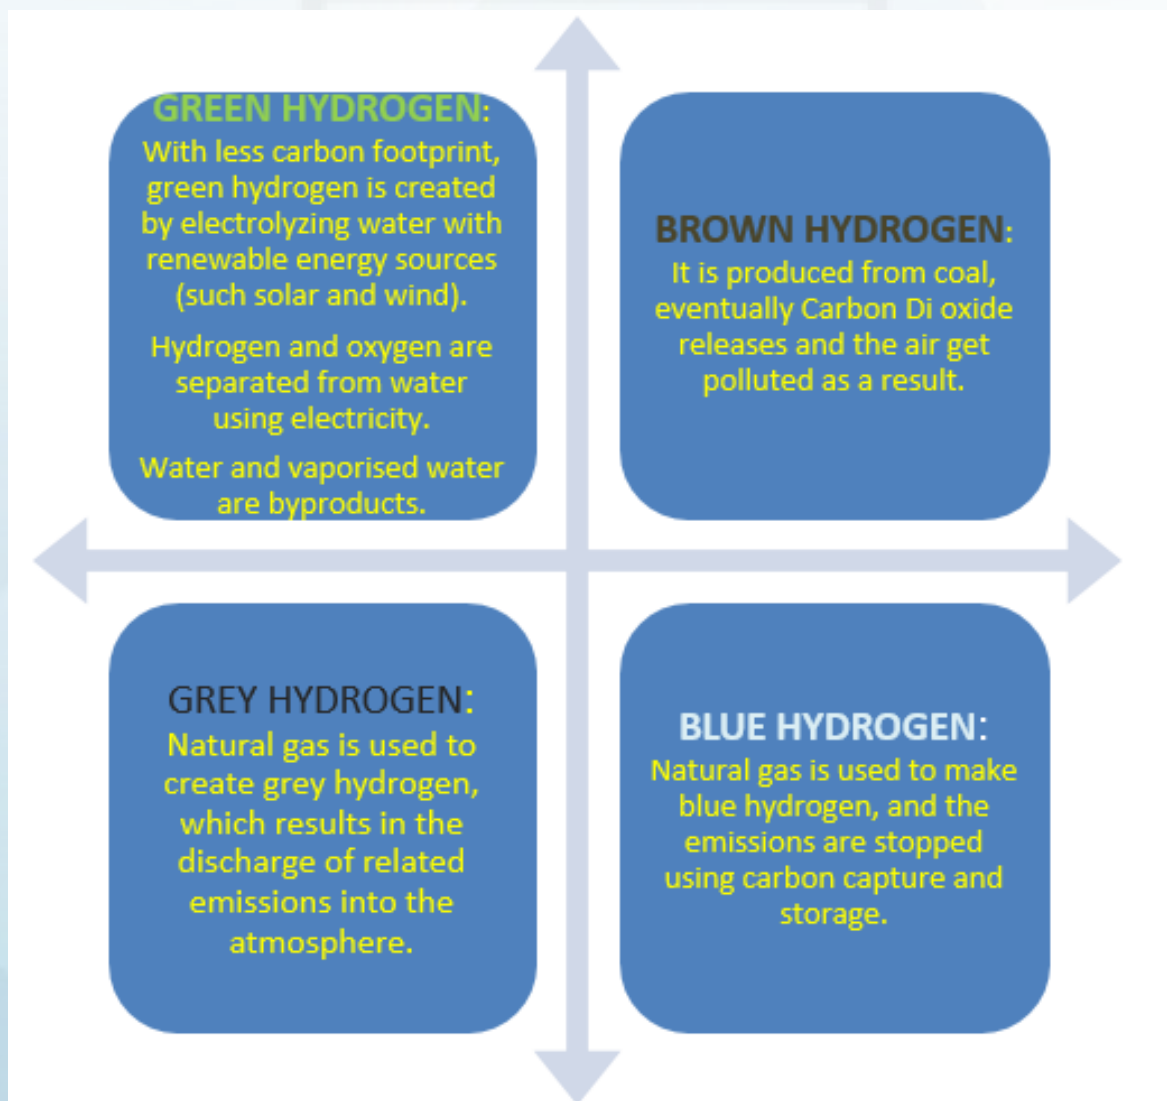 GREEN HYDROGEN:
With less carbon footprint,
green hydrogen is created
by electrolyzing water with
renewable energy sources
(such solar and wind).
Hydrogen and oxygen are
separated from water
using electricity.
Water and vaporised water
are byproducts.
BROWN HYDROGEN:
It is produced from coal,
eventually Carbon Di oxide
releases and the air get
polluted as a result.
GREY HYDROGEN:
Natural gas is used to
create grey hydrogen,
which results in the
discharge of related
emissions into the
atmosphere.
BLUE HYDROGEN:
Natural gas is used to make
blue hydrogen, and the
emissions are stopped
using carbon capture and
storage.